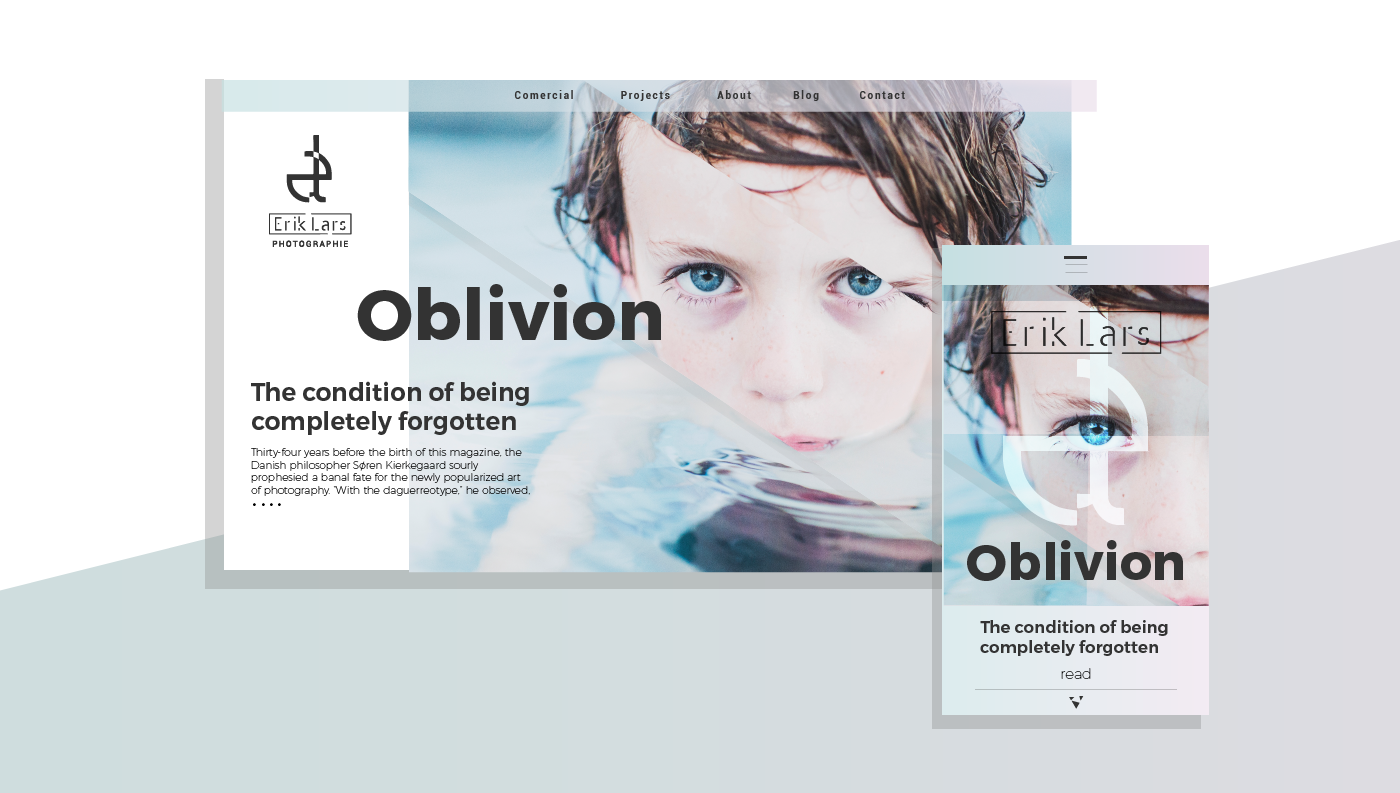 Comercial Projects About Blog Contact
Erik Lars
PHOTOGRAPHIE
Oblivion
The condition of being
completely forgotten
Thirty-four years before the birth of this magazine, the
Danish philosopher Søren Kierkegaard sourly
prophesied a banal fate for the newly popularized art
of photography. "With the daguerreotype," he observed,
• • • •
Erik Lars
Oblivion
The condition of being
completely forgotten
read